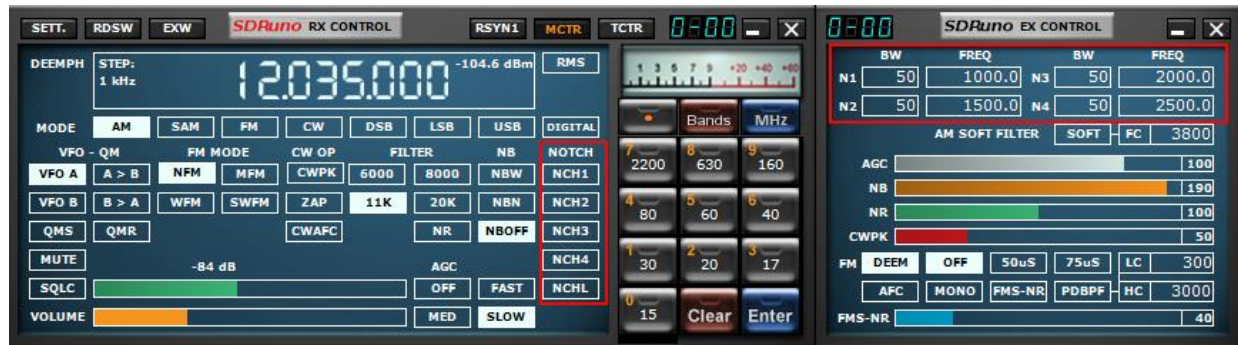 SETT. RDSW EXW SDRuno RX CONTROL RSYN1 MCTR TCTR 0-00
DEEMPH STEP: 1 kHz 12.035.000 -104.6 dBm RMS
MODE AM SAM FM CW DSB LSB USB DIGITAL
VFO - QM FM MODE CW OP FILTER NB NOTCH
VFO A A > B NFM MFM CWPK 6000 8000 NBW NCH1
VFO B B > A WFM SWFM ZAP 11K 20K NBN NCH2
QMS QMR CWAFC NR NBOFF NCH3
MUTE -84 dB AGC NCH4
SQLC OFF FAST NCHL
VOLUME MED SLOW
1 3 5 7 9 +20 +40 +60
Bands MHz
7 2200 8 630 9 160
4 80 5 60 6 40
1 30 2 20 3 17
0 15 Clear Enter
0-00 SDRuno EX CONTROL
BW FREQ BW FREQ
N1 50 1000.0 N3 50 2000.0
N2 50 1500.0 N4 50 2500.0
AM SOFT FILTER SOFT FC 3800
AGC 100
NB 190
NR 100
CWPK 50
FM DEEM OFF 50uS 75uS LC 300
AFC MONO FMS-NR PDBPF HC 3000
FMS-NR 40